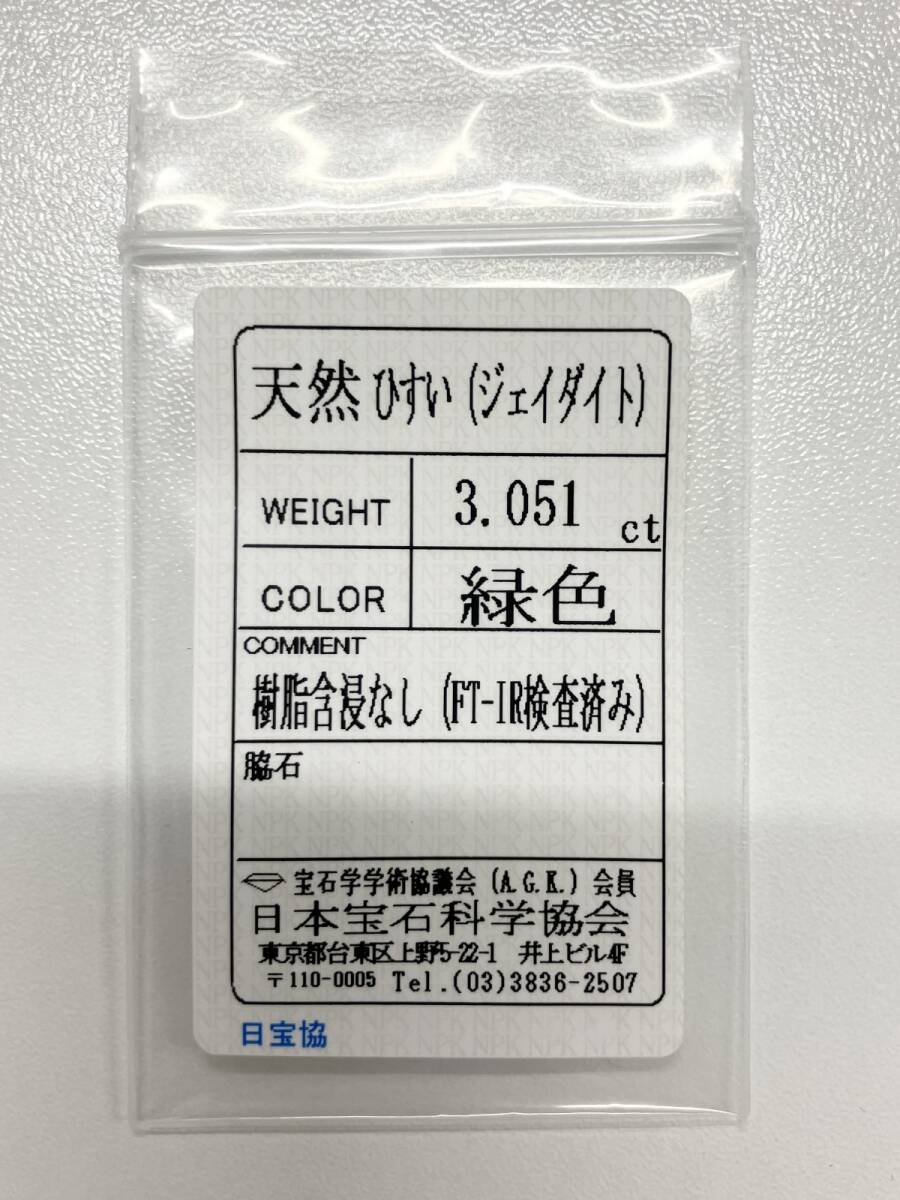 天然ひすい(ジェイダイト)
WEIGHT 3.051 ct
COLOR 緑色
COMMENT
樹脂含浸なし (FT-IR検査済み)
脇石
宝石学学術協議会(A.G.K.)会員
日本宝石科学協会
東京都台東区上野5-22-1 井上ビル4F
〒110-0005 Tel.(03)3836-2507
日宝協